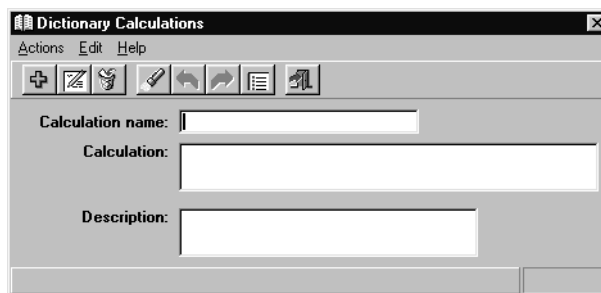 Dictionary Calculations
Actions Edit Help
Calculation name:
Calculation:
Description: